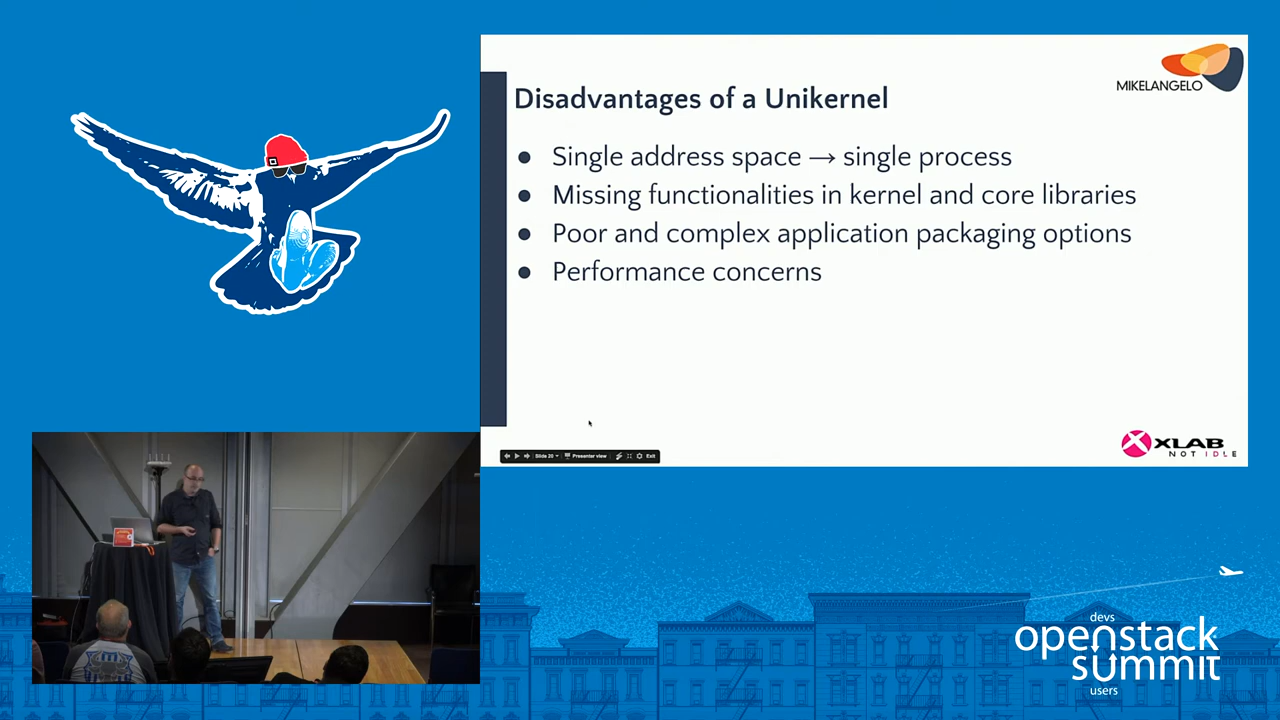 MIKELANGELO
Disadvantages of a Unikernel
● Single address space → single process
● Missing functionalities in kernel and core libraries
● Poor and complex application packaging options
● Performance concerns
Slide 20
Presenter view
Exit
XLAB
NOT IDLE
devs
openstack
summit
users